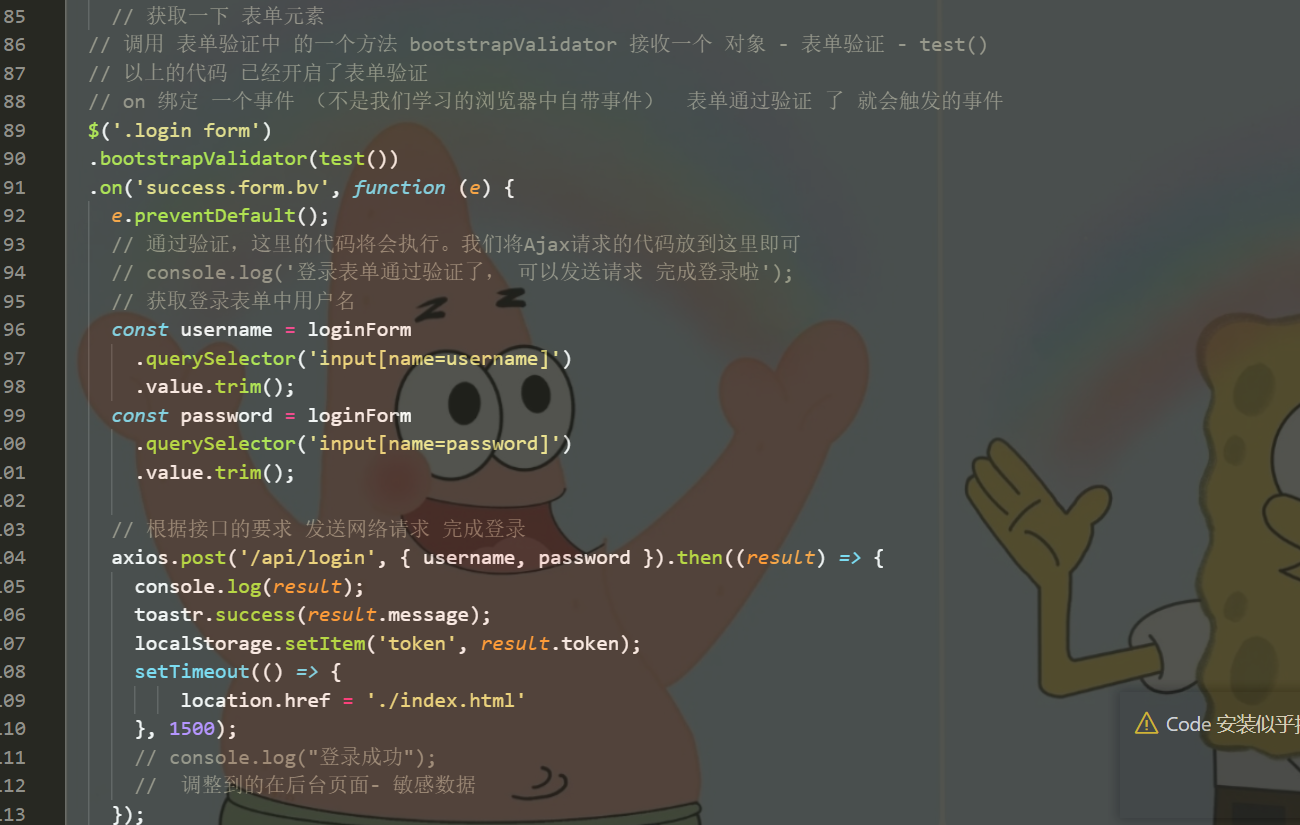 85 // 获取一下 表单元素
86 // 调用 表单验证中 的一个方法 bootstrapValidator 接收一个 对象 - 表单验证 - test()
87 // 以上的代码 已经开启了表单验证
88 // on 绑定 一个事件 （不是我们学习的浏览器中自带事件） 表单通过验证 了 就会触发的事件
89 $('.login form')
90 .bootstrapValidator(test())
91 .on('success.form.bv', function (e) {
92 e.preventDefault();
93 // 通过验证，这里的代码将会执行。我们将Ajax请求的代码放到这里即可
94 // console.log('登录表单通过验证了， 可以发送请求 完成登录啦');
95 // 获取登录表单中用户名
96 const username = loginForm
97 .querySelector('input[name=username]')
98 .value.trim();
99 const password = loginForm
.00 .querySelector('input[name=password]')
.01 .value.trim();
.02
.03 // 根据接口的要求 发送网络请求 完成登录
.04 axios.post('/api/login', { username, password }).then((result) => {
.05 console.log(result);
.06 toastr.success(result.message);
.07 localStorage.setItem('token', result.token);
.08 setTimeout(() => {
.09 location.href = './index.html'
.10 }, 1500);
.11 // console.log("登录成功");
.12 // 调整到的在后台页面- 敏感数据
.13 });
Code 安装似乎